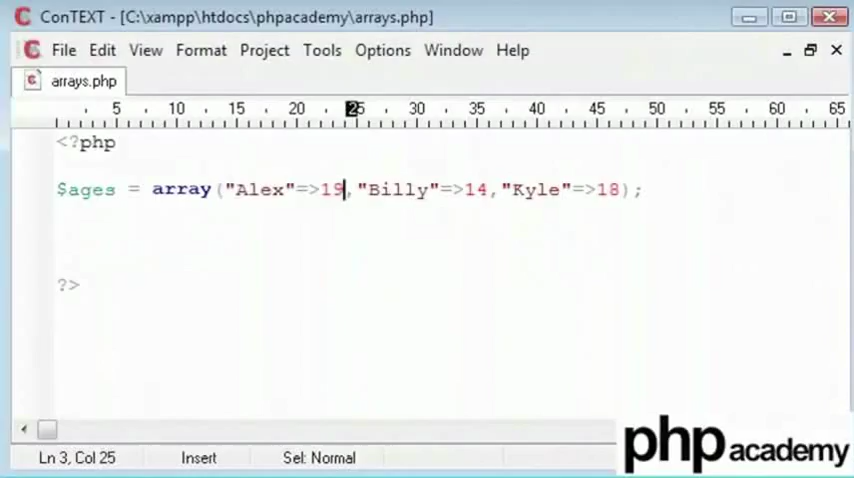 ConTEXT - [C:\xampp\htdocs\phpacademy\arrays.php]
File Edit View Format Project Tools Options Window Help
arrays.php
5 10 15 20 25 30 35 40 45 50 55 60 65
<?php
$ages = array("Alex"=>19,"Billy"=>14,"Kyle"=>18);
?>
Ln 3, Col 25 Insert Sel: Normal
php academy